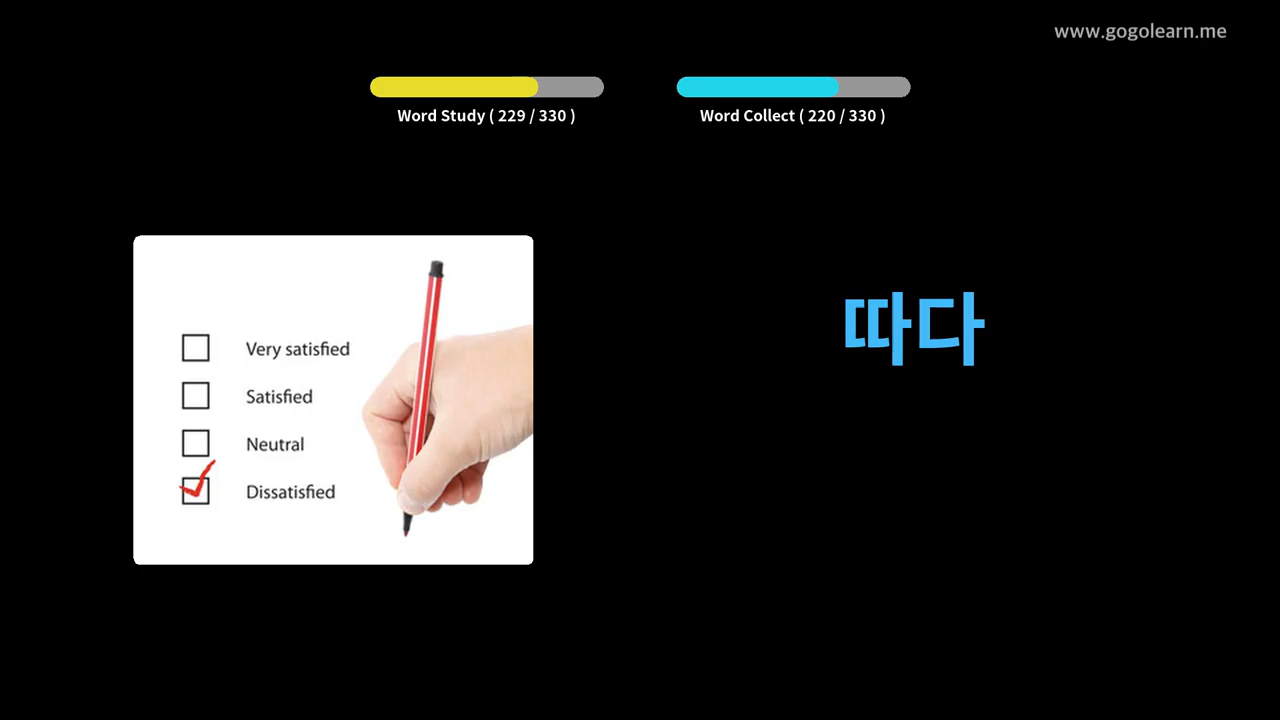 www.gogolearn.me
Word Study ( 229 / 330 )
Word Collect ( 220 / 330 )
Very satisfied
Satisfied
Neutral
Dissatisfied
따다